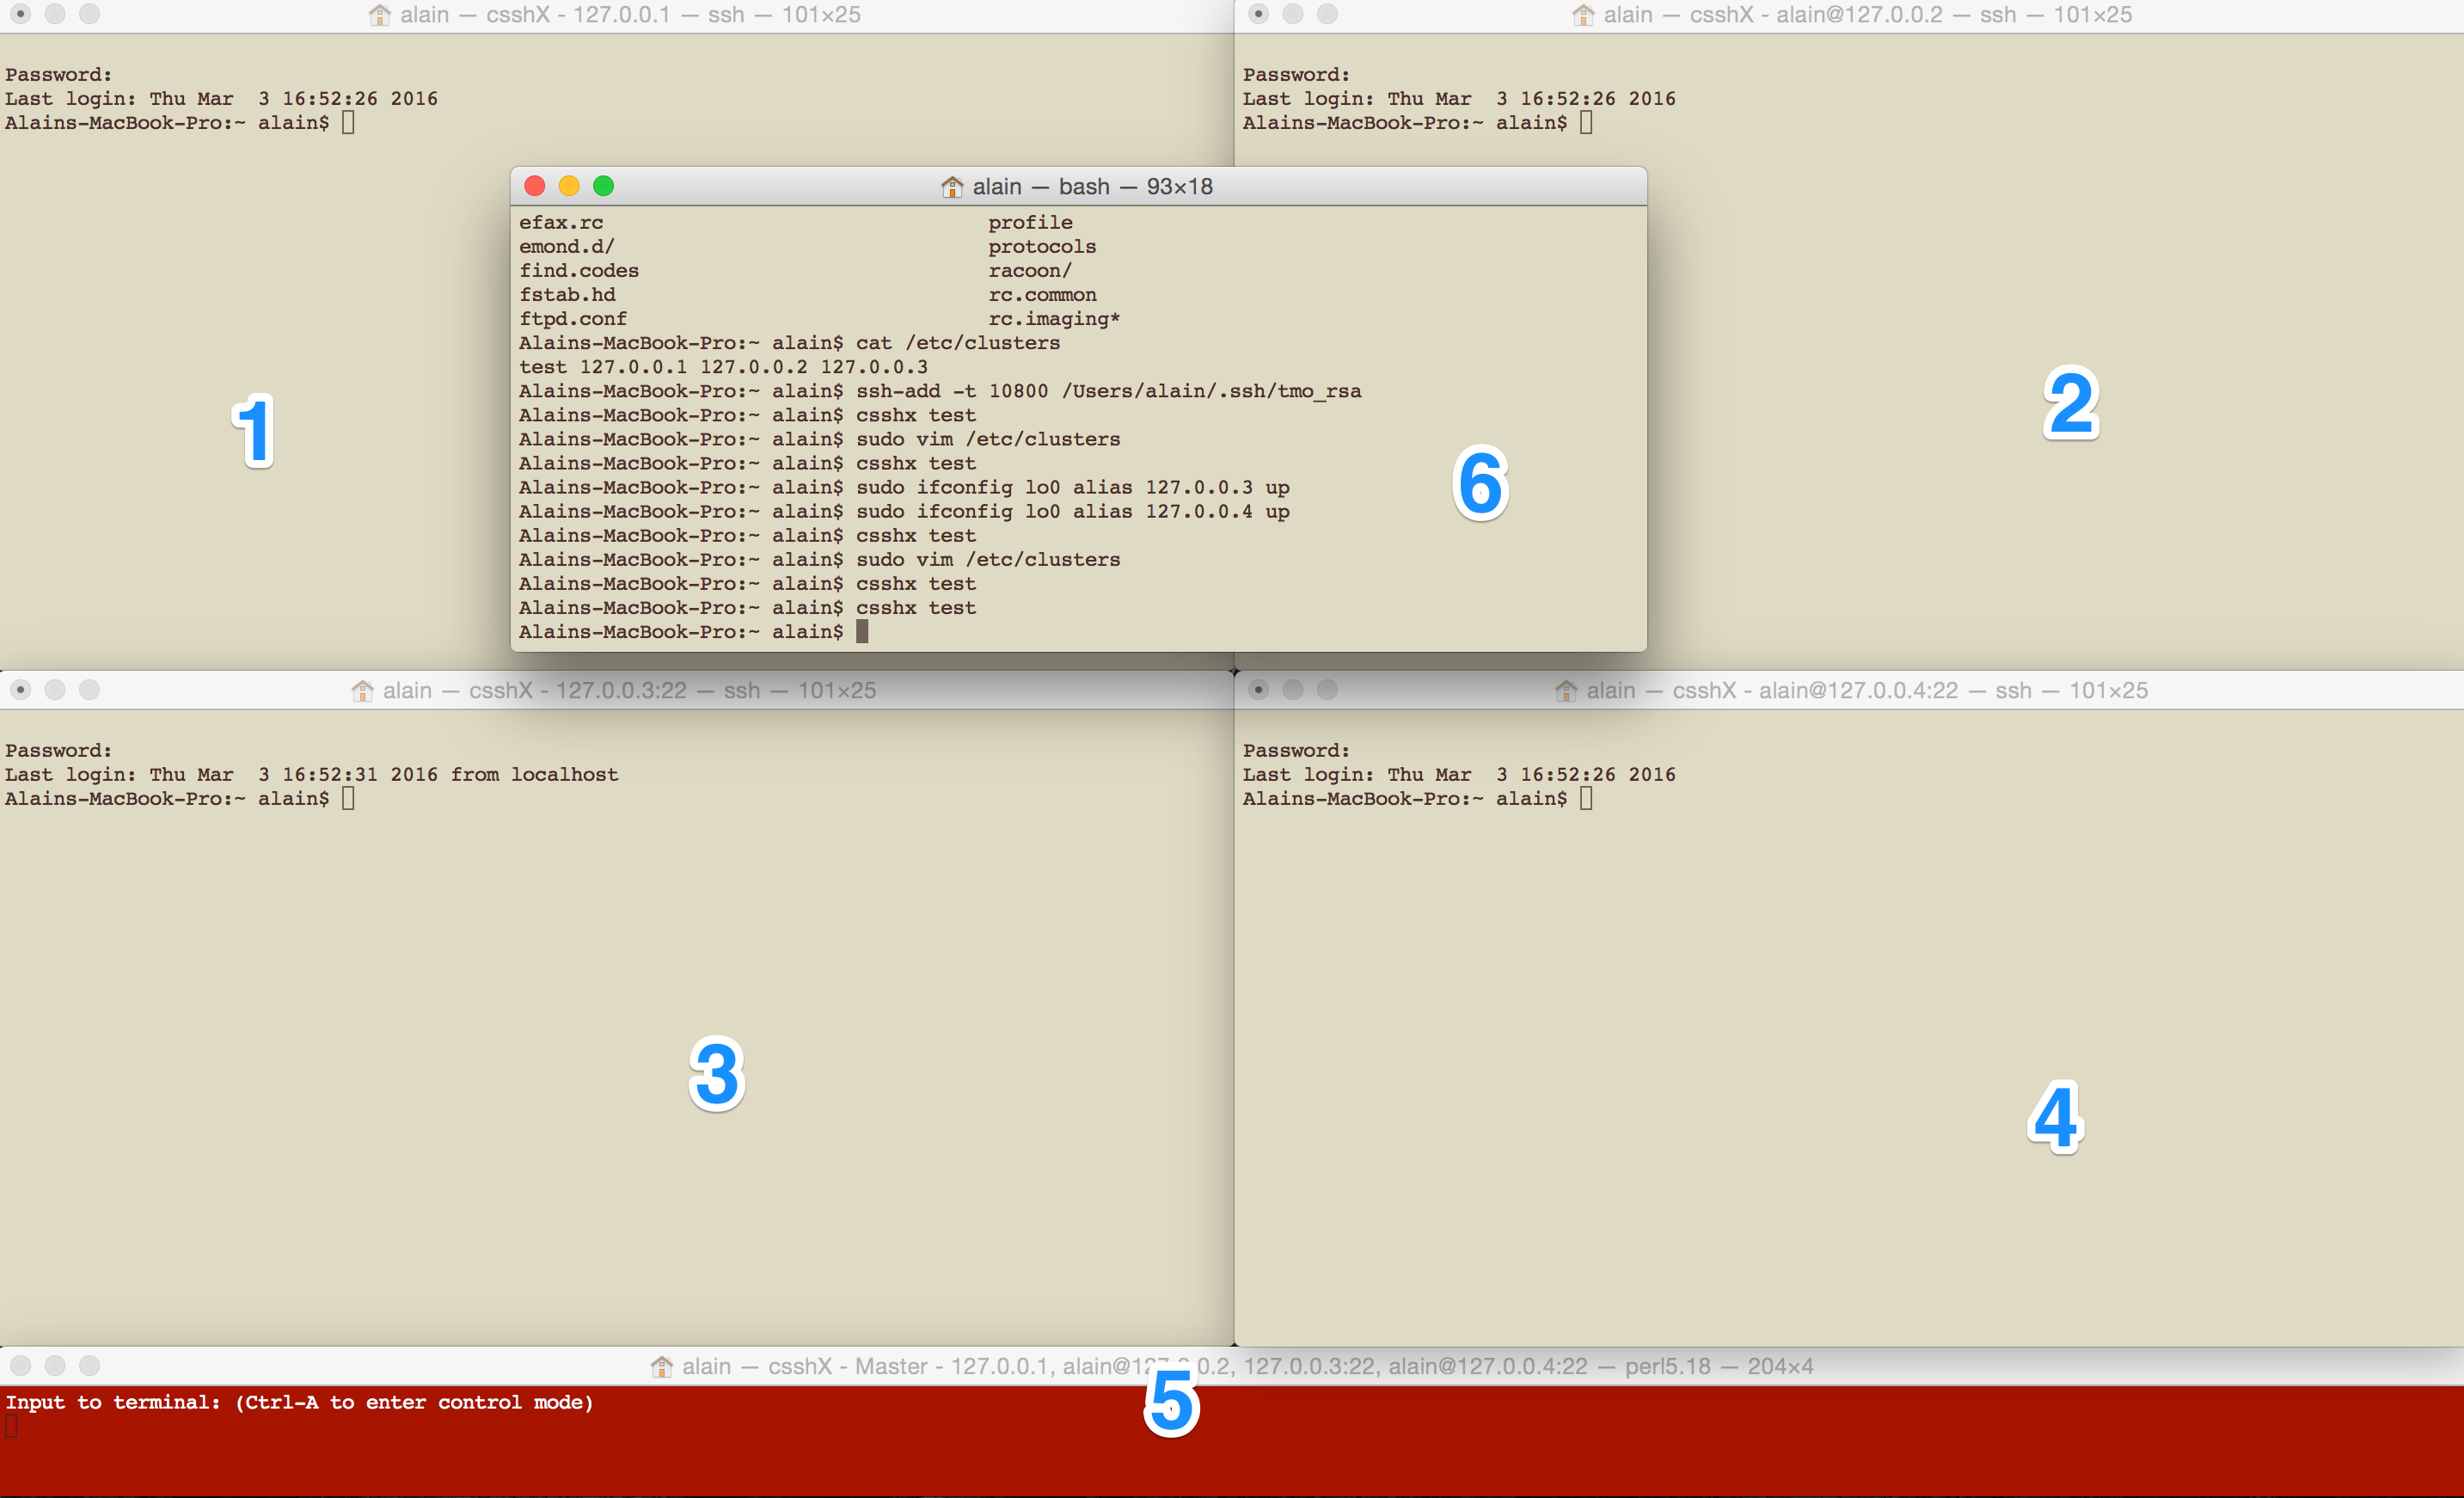 alain — csshX - 127.0.0.1 — ssh — 101×25
Password:
Last login: Thu Mar  3 16:52:26 2016
Alains-MacBook-Pro:~ alain$
1
alain — csshX - alain@127.0.0.2 — ssh — 101×25
Password:
Last login: Thu Mar  3 16:52:26 2016
Alains-MacBook-Pro:~ alain$
2
alain — bash — 93×18
efax.rc                                profile
emond.d/                               protocols
find.codes                             racoon/
fstab.hd                               rc.common
ftpd.conf                              rc.imaging*
Alains-MacBook-Pro:~ alain$ cat /etc/clusters
test 127.0.0.1 127.0.0.2 127.0.0.3
Alains-MacBook-Pro:~ alain$ ssh-add -t 10800 /Users/alain/.ssh/tmo_rsa
Alains-MacBook-Pro:~ alain$ csshx test
Alains-MacBook-Pro:~ alain$ sudo vim /etc/clusters
Alains-MacBook-Pro:~ alain$ csshx test
Alains-MacBook-Pro:~ alain$ sudo ifconfig lo0 alias 127.0.0.3 up
Alains-MacBook-Pro:~ alain$ sudo ifconfig lo0 alias 127.0.0.4 up
Alains-MacBook-Pro:~ alain$ csshx test
Alains-MacBook-Pro:~ alain$ sudo vim /etc/clusters
Alains-MacBook-Pro:~ alain$ csshx test
Alains-MacBook-Pro:~ alain$ csshx test
Alains-MacBook-Pro:~ alain$
6
alain — csshX - 127.0.0.3:22 — ssh — 101×25
Password:
Last login: Thu Mar  3 16:52:31 2016 from localhost
Alains-MacBook-Pro:~ alain$
3
alain — csshX - alain@127.0.0.4:22 — ssh — 101×25
Password:
Last login: Thu Mar  3 16:52:26 2016
Alains-MacBook-Pro:~ alain$
4
alain — csshX - Master - 127.0.0.1, alain@127.0.0.2, 127.0.0.3:22, alain@127.0.0.4:22 — perl5.18 — 204×4
5
Input to terminal: (Ctrl-A to enter control mode)